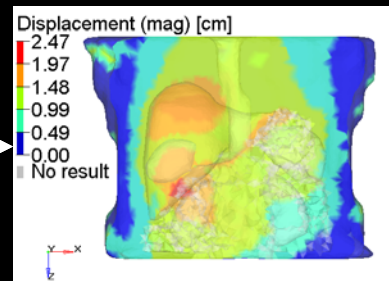 Displacement (mag) [cm]
2.47
1.97
1.48
0.99
0.49
0.00
No result
Y X
Z